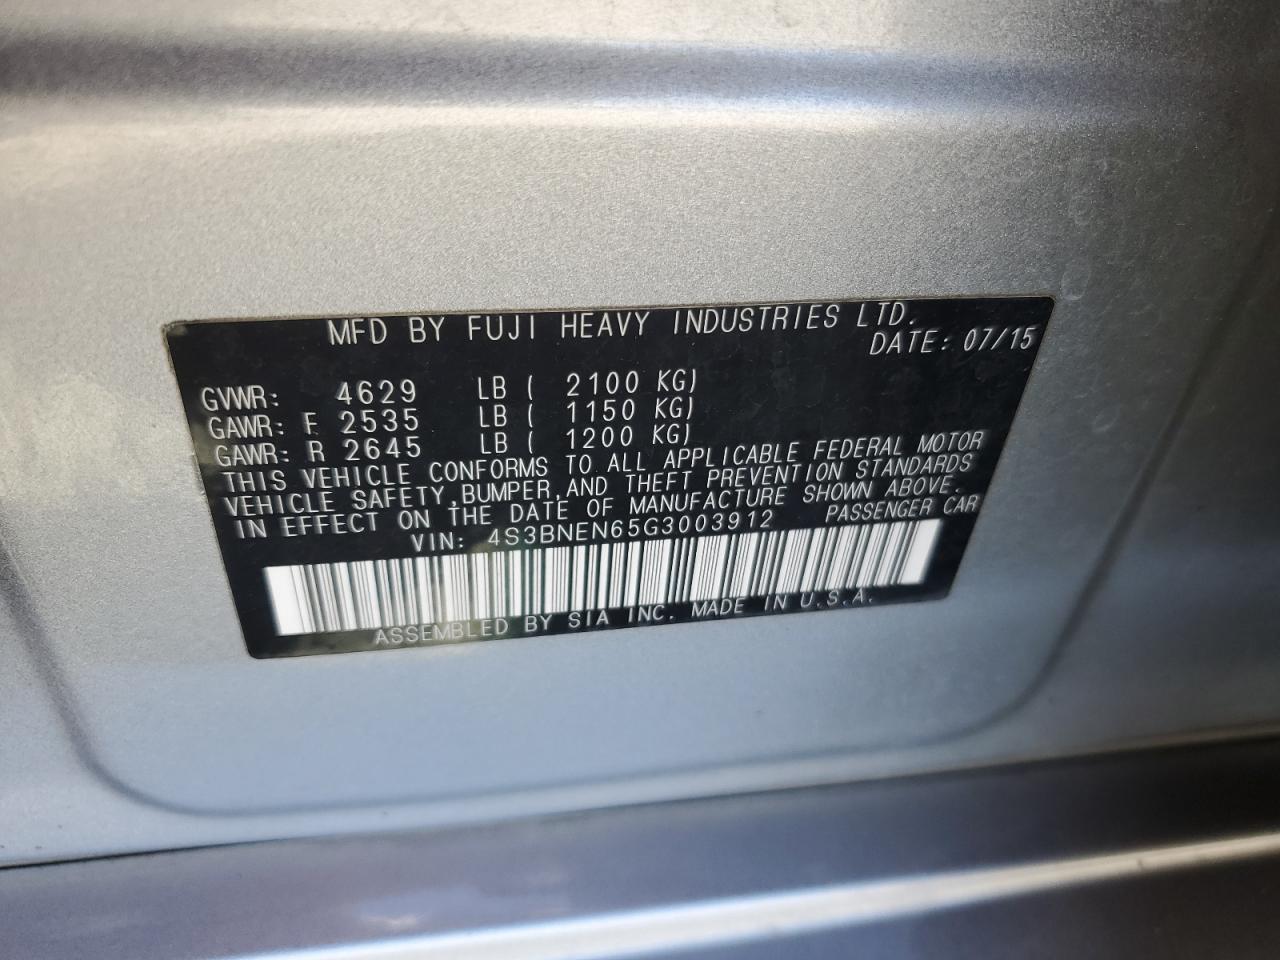 MFD BY FUJI HEAVY INDUSTRIES LTD.
DATE: 07/15
GVWR: 4629 LB ( 2100 KG)
GAWR: F 2535 LB ( 1150 KG)
GAWR: R 2645 LB ( 1200 KG)
THIS VEHICLE CONFORMS TO ALL APPLICABLE FEDERAL MOTOR
VEHICLE SAFETY,BUMPER,AND THEFT PREVENTION STANDARDS
IN EFFECT ON THE DATE OF MANUFACTURE SHOWN ABOVE.
VIN: 4S3BNEN65G3003912 PASSENGER CAR
ASSEMBLED BY SIA INC. MADE IN U.S.A.